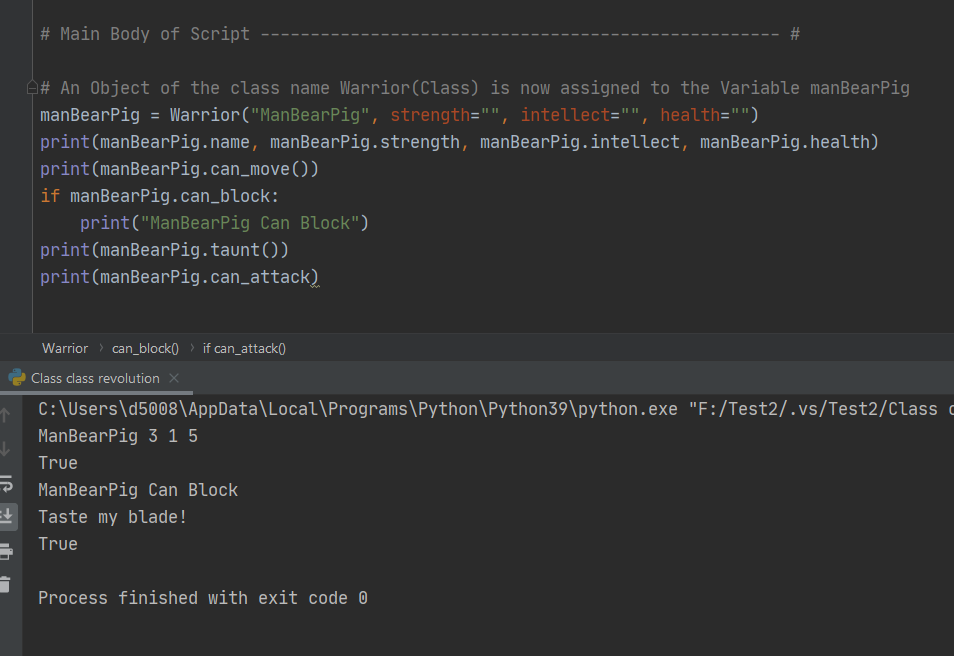 # Main Body of Script ---------------------------------------------------- #
# An Object of the class name Warrior(Class) is now assigned to the Variable manBearPig
manBearPig = Warrior("ManBearPig", strength="", intellect="", health="")
print(manBearPig.name, manBearPig.strength, manBearPig.intellect, manBearPig.health)
print(manBearPig.can_move())
if manBearPig.can_block:
    print("ManBearPig Can Block")
print(manBearPig.taunt())
print(manBearPig.can_attack)
Warrior › can_block() › if can_attack()
Class class revolution ×
C:\Users\d5008\AppData\Local\Programs\Python\Python39\python.exe "F:/Test2/.vs/Test2/Class
ManBearPig 3 1 5
True
ManBearPig Can Block
Taste my blade!
True
Process finished with exit code 0